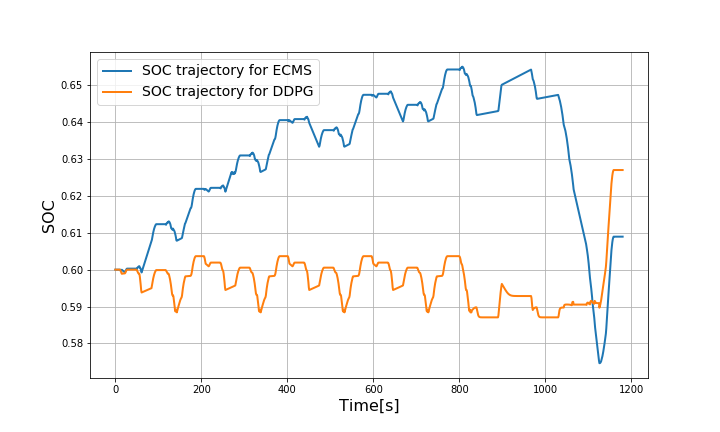 SOC trajectory for ECMS
SOC trajectory for DDPG
0.65
0.64
0.63
0.62
0.61
0.60
0.59
0.58
SOC
0 200 400 600 800 1000 1200
Time[s]